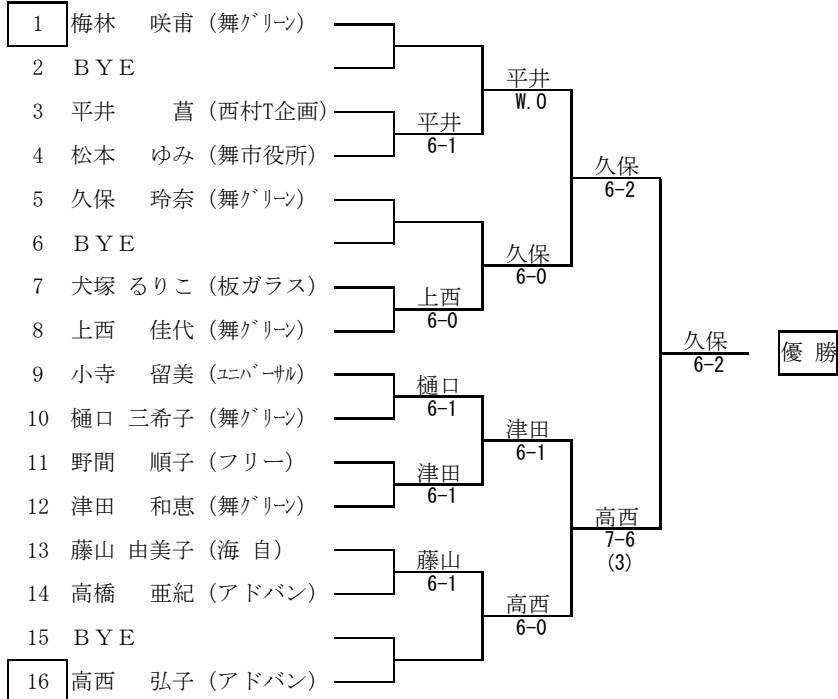 1 梅林 咲甫 (舞ｸﾞﾘｰﾝ)
2 ＢＹＥ
平井
W.O
3 平井 菖 (西村T企画)
平井
6-1
4 松本 ゆみ (舞市役所)
久保
6-2
5 久保 玲奈 (舞ｸﾞﾘｰﾝ)
6 ＢＹＥ
久保
6-0
7 犬塚 るりこ (板ガラス)
上西
6-0
8 上西 佳代 (舞ｸﾞﾘｰﾝ)
久保
6-2
優 勝
9 小寺 留美 (ﾕﾆﾊﾞｰｻﾙ)
樋口
6-1
10 樋口 三希子 (舞ｸﾞﾘｰﾝ)
津田
6-1
11 野間 順子 (フリー)
津田
6-1
12 津田 和恵 (舞ｸﾞﾘｰﾝ)
高西
7-6
(3)
13 藤山 由美子 (海 自)
藤山
6-1
14 高橋 亜紀 (アドバン)
高西
6-0
15 ＢＹＥ
16 高西 弘子 (アドバン)